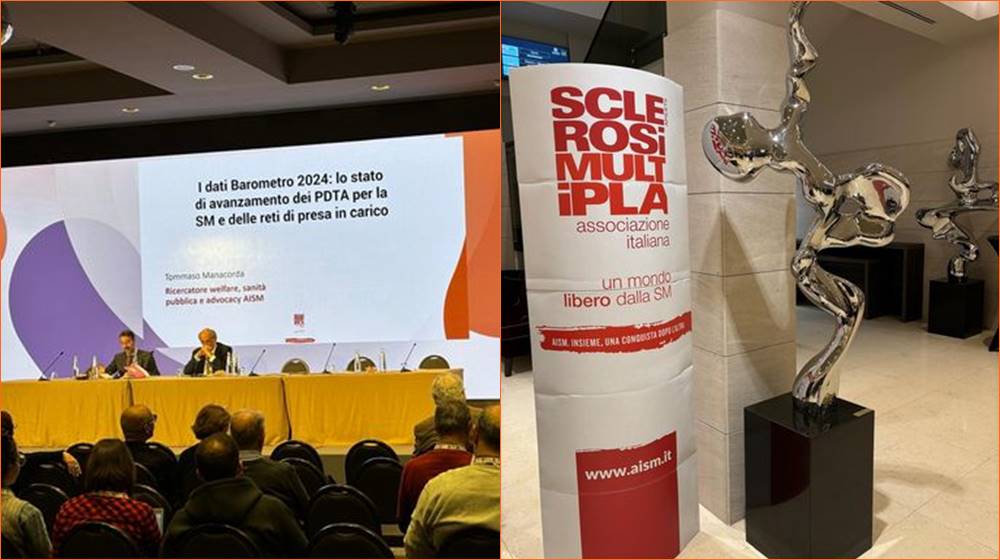 I dati Barometro 2024: lo stato
di avanzamento dei PDTA per la
SM e delle reti di presa in carico
Tommaso Manacorda
Ricercatore welfare, sanità
pubblica e advocacy AISM
SCLE
ROSi
MULT
iPLA
associazione
italiana
un mondo
libero dalla SM
AISM. INSIEME, UNA CONQUISTA DOPO L'ALTRA
www.aism.it